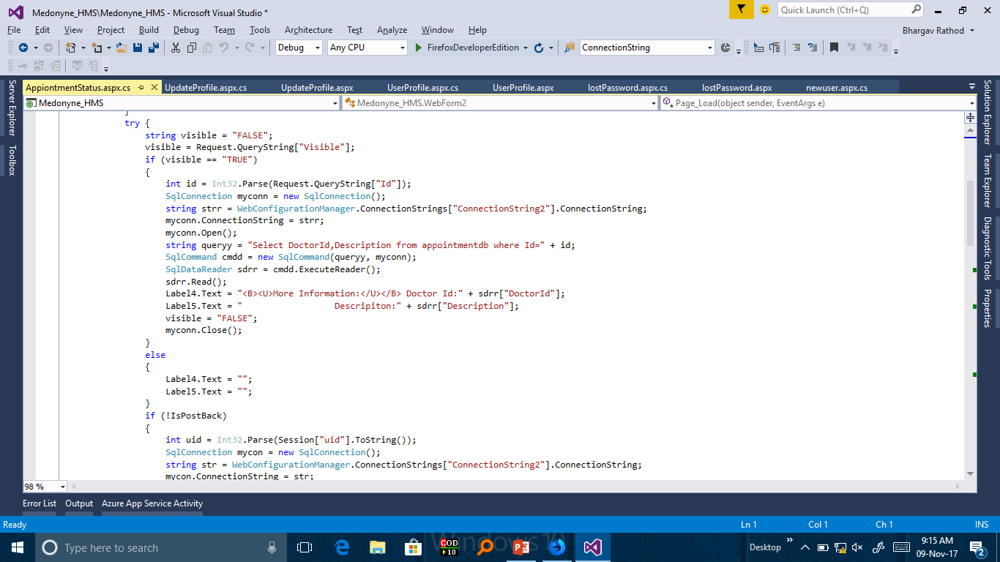 Medonyne_HMS\Medonyne_HMS - Microsoft Visual Studio *
Quick Launch (Ctrl+Q)
File Edit View Project Build Debug Team Tools Architecture Test Analyze Window Help
Bhargav Rathod
Debug Any CPU FirefoxDeveloperEdition ConnectionString
AppiontmentStatus.aspx.cs UpdateProfile.aspx.cs UpdateProfile.aspx UserProfile.aspx.cs UserProfile.aspx lostPassword.aspx.cs lostPassword.aspx newuser.aspx.cs
Medonyne_HMS Medonyne_HMS.WebForm2 Page_Load(object sender, EventArgs e)
Server Explorer
Toolbox
}
try {
string visible = "FALSE";
visible = Request.QueryString["Visible"];
if (visible == "TRUE")
{
int id = Int32.Parse(Request.QueryString["Id"]);
SqlConnection myconn = new SqlConnection();
string strr = WebConfigurationManager.ConnectionStrings["ConnectionString2"].ConnectionString;
myconn.ConnectionString = strr;
myconn.Open();
string queryy = "Select DoctorId,Description from appointmentdb where Id=" + id;
SqlCommand cmdd = new SqlCommand(queryy, myconn);
SqlDataReader sdrr = cmdd.ExecuteReader();
sdrr.Read();
Label4.Text = "<B><U>More Information:</U></B> Doctor Id:" + sdrr["DoctorId"];
Label5.Text = "                  Descripiton:" + sdrr["Description"];
visible = "FALSE";
myconn.Close();
}
else
{
Label4.Text = "";
Label5.Text = "";
}
if (!IsPostBack)
{
int uid = Int32.Parse(Session["uid"].ToString());
SqlConnection mycon = new SqlConnection();
string str = WebConfigurationManager.ConnectionStrings["ConnectionString2"].ConnectionString;
mycon.ConnectionString = str;
Solution Explorer
Team Explorer
Diagnostic Tools
Properties
98 %
Error List Output Azure App Service Activity
Ready Ln 1 Col 1 Ch 1 INS
Type here to search
COD
10
Windows 10
Desktop
9:15 AM
09-Nov-17
2